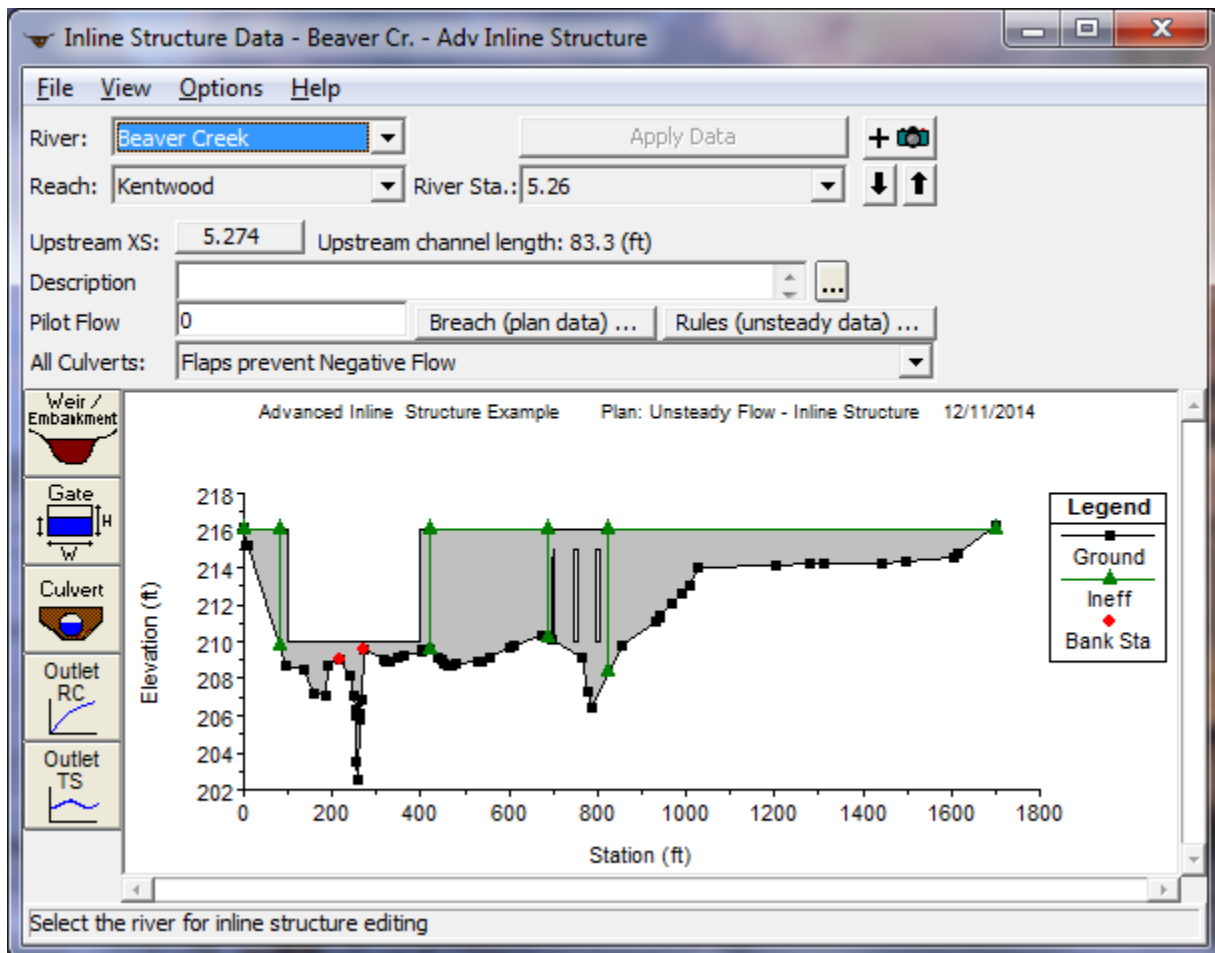 Inline Structure Data - Beaver Cr. - Adv Inline Structure
File View Options Help
River: Beaver Creek Apply Data
Reach: Kentwood River Sta.: 5.26
Upstream XS: 5.274 Upstream channel length: 83.3 (ft)
Description ...
Pilot Flow 0 Breach (plan data) ... Rules (unsteady data) ...
All Culverts: Flaps prevent Negative Flow
Weir /
Embankment
Gate
H
W
Culvert
Outlet
RC
Outlet
TS
Advanced Inline Structure Example Plan: Unsteady Flow - Inline Structure 12/11/2014
218
216
214
212
210
208
206
204
202
Elevation (ft)
0 200 400 600 800 1000 1200 1400 1600 1800
Station (ft)
Legend
Ground
Ineff
Bank Sta
Select the river for inline structure editing